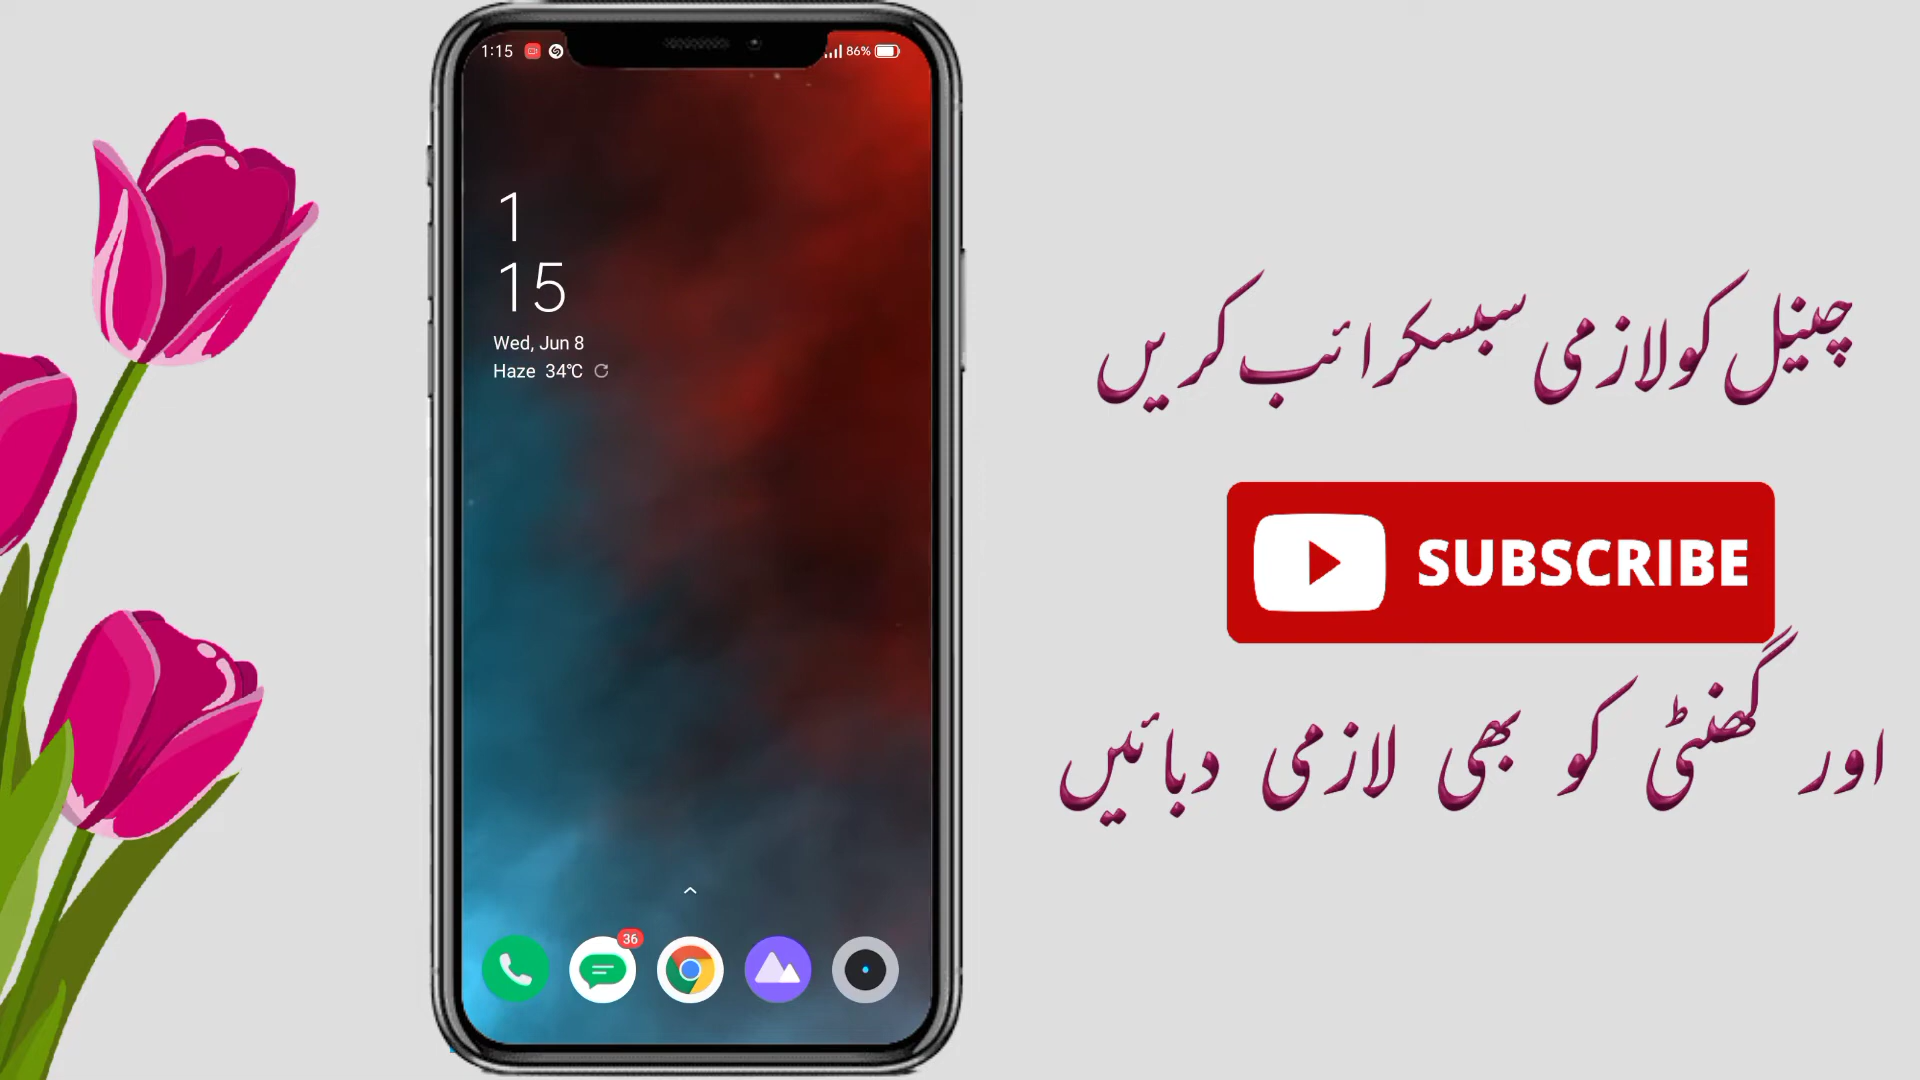 1:15
86%
1
15
Wed, Jun 8
Haze 34℃
36
چینل کو لازمی سبسکرائب کریں
SUBSCRIBE
اور گھنٹی کو بھی لازمی دبائیں